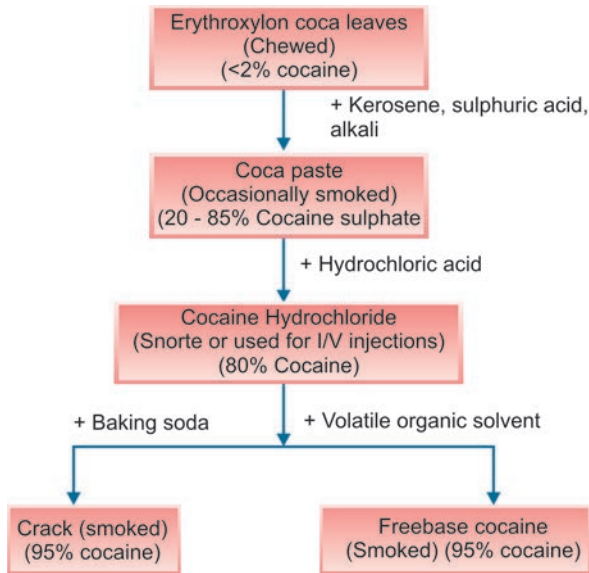 Erythroxylon coca leaves
(Chewed)
(<2% cocaine)
+ Kerosene, sulphuric acid,
alkali
Coca paste
(Occasionally smoked)
(20 - 85% Cocaine sulphate
+ Hydrochloric acid
Cocaine Hydrochloride
(Snorte or used for I/V injections)
(80% Cocaine)
+ Baking soda
+ Volatile organic solvent
Crack (smoked)
(95% cocaine)
Freebase cocaine
(Smoked) (95% cocaine)